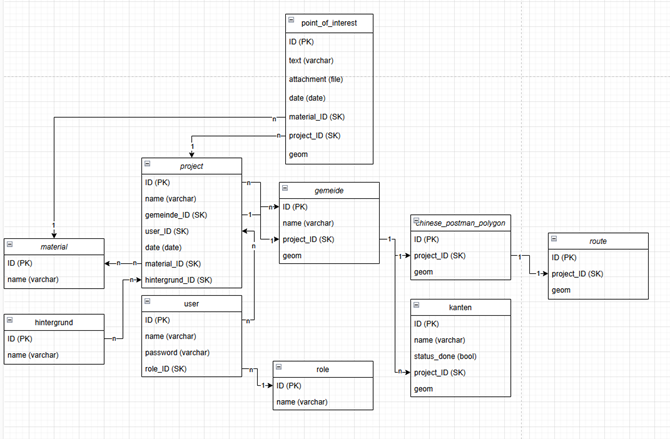 point_of_interest
ID (PK)
text (varchar)
attachment (file)
date (date)
material_ID (SK)
project_ID (SK)
geom
n
n
1
1
project
ID (PK)
name (varchar)
gemeinde_ID (SK)
user_ID (SK)
date (date)
material_ID (SK)
hintergrund_ID (SK)
n
n
1
1
n
n
n
n
n
gemeide
ID (PK)
name (varchar)
project_ID (SK)
geom
1
1
n
chinese_postman_polygon
ID (PK)
project_ID (SK)
geom
1
1
route
ID (PK)
project_ID (SK)
geom
material
ID (PK)
name (varchar)
hintergrund
ID (PK)
name (varchar)
n
user
ID (PK)
name (varchar)
password (varchar)
role_ID (SK)
n
1
role
ID (PK)
name (varchar)
kanten
ID (PK)
name (varchar)
status_done (bool)
project_ID (SK)
geom